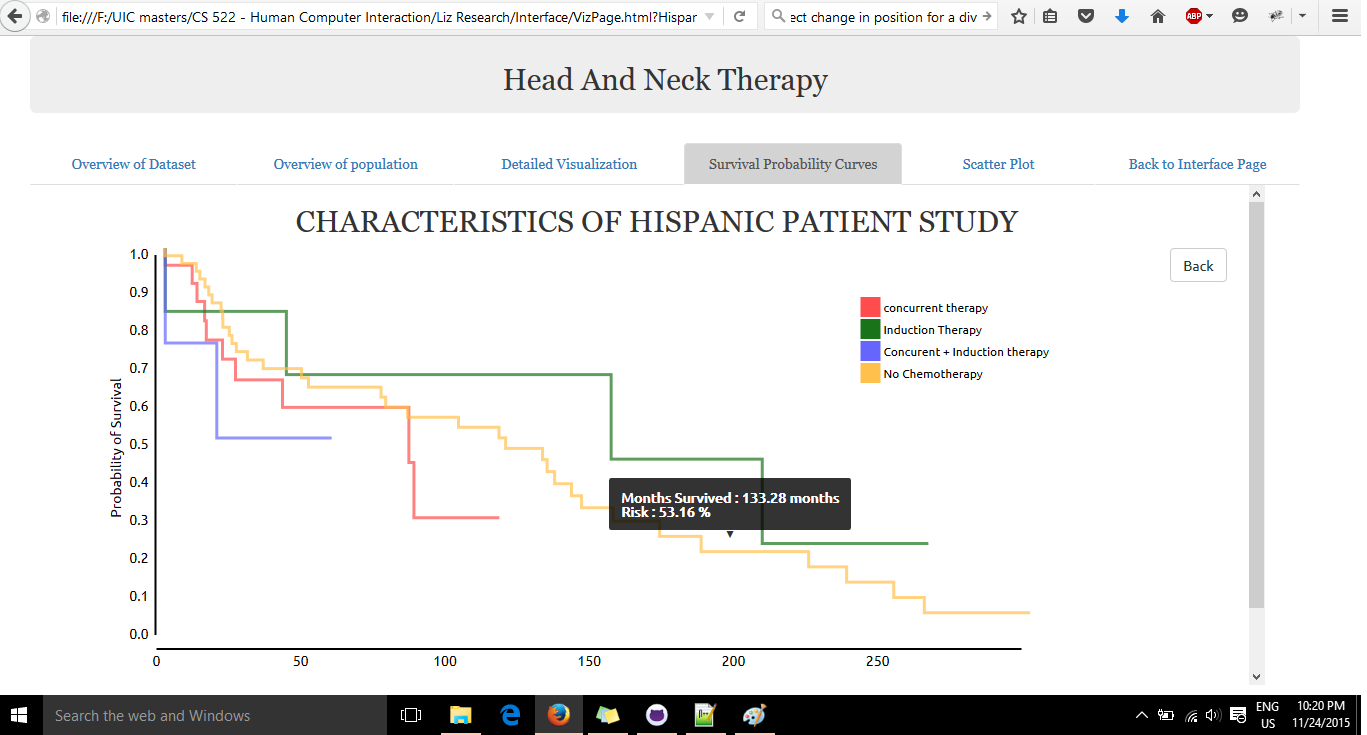 file:///F:/UIC masters/CS 522 - Human Computer Interaction/Liz Research/Interface/VizPage.html?Hispar
ect change in position for a div
ABP
Head And Neck Therapy
Overview of Dataset
Overview of population
Detailed Visualization
Survival Probability Curves
Scatter Plot
Back to Interface Page
CHARACTERISTICS OF HISPANIC PATIENT STUDY
Back
1.0
0.9
0.8
0.7
0.6
0.5
0.4
0.3
0.2
0.1
0.0
Probability of Survival
concurrent therapy
Induction Therapy
Concurent + Induction therapy
No Chemotherapy
Months Survived : 133.28 months
Risk : 53.16 %
0 50 100 150 200 250
Search the web and Windows
ENG
US
10:20 PM
11/24/2015